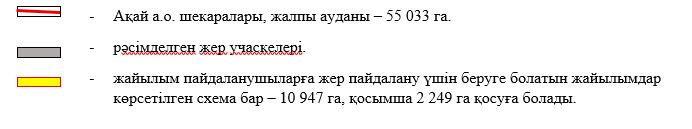 - Ақай а.о. шекаралары, жалпы ауданы – 55 033 га.
- рәсімделген жер учаскелері.
- жайылым пайдаланушыларға жер пайдалану үшін беруге болатын жайылымдар
көрсетілген схема бар – 10 947 га, қосымша 2 249 га қосуға болады.